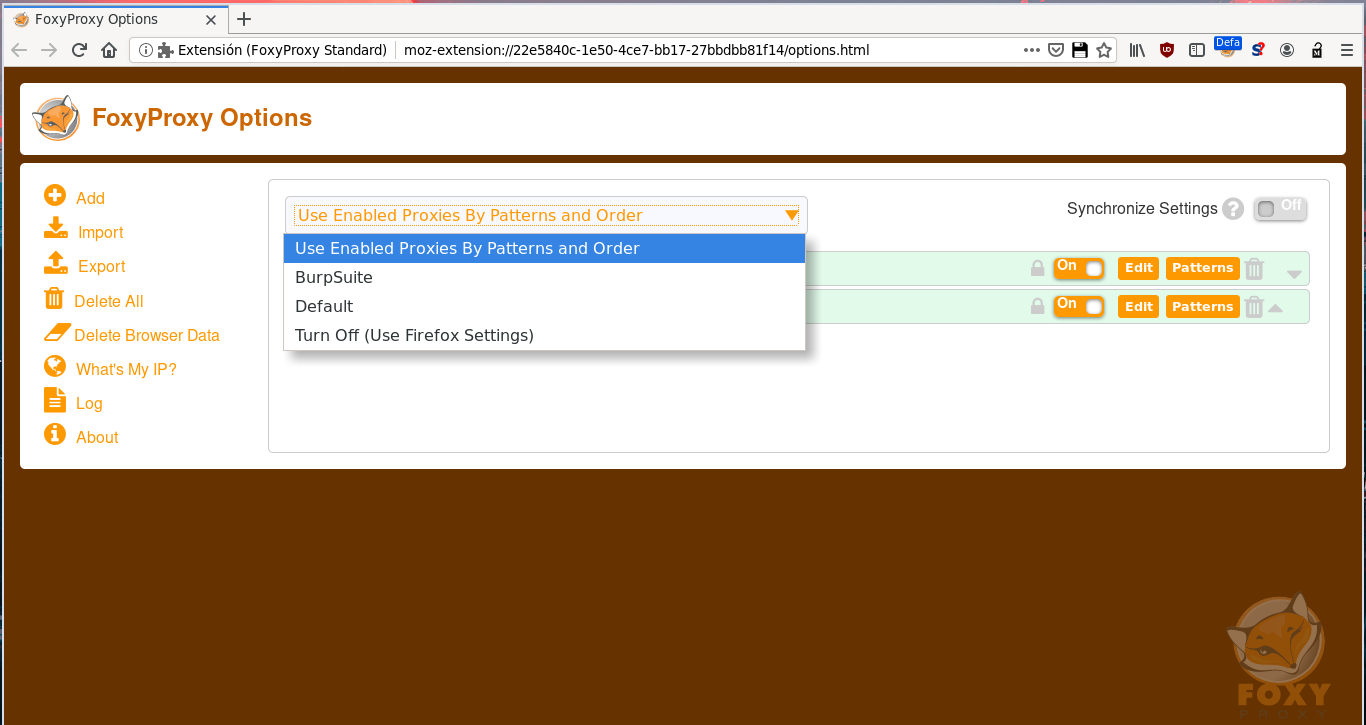 FoxyProxy Options
Extensión (FoxyProxy Standard)
moz-extension://22e5840c-1e50-4ce7-bb17-27bbdbb81f14/options.html
Defa
FoxyProxy Options
Add
Import
Export
Delete All
Delete Browser Data
What's My IP?
Log
About
Use Enabled Proxies By Patterns and Order
Synchronize Settings ? Off
Use Enabled Proxies By Patterns and Order
BurpSuite
Default
Turn Off (Use Firefox Settings)
On Edit Patterns
On Edit Patterns
FOXY
PROXY